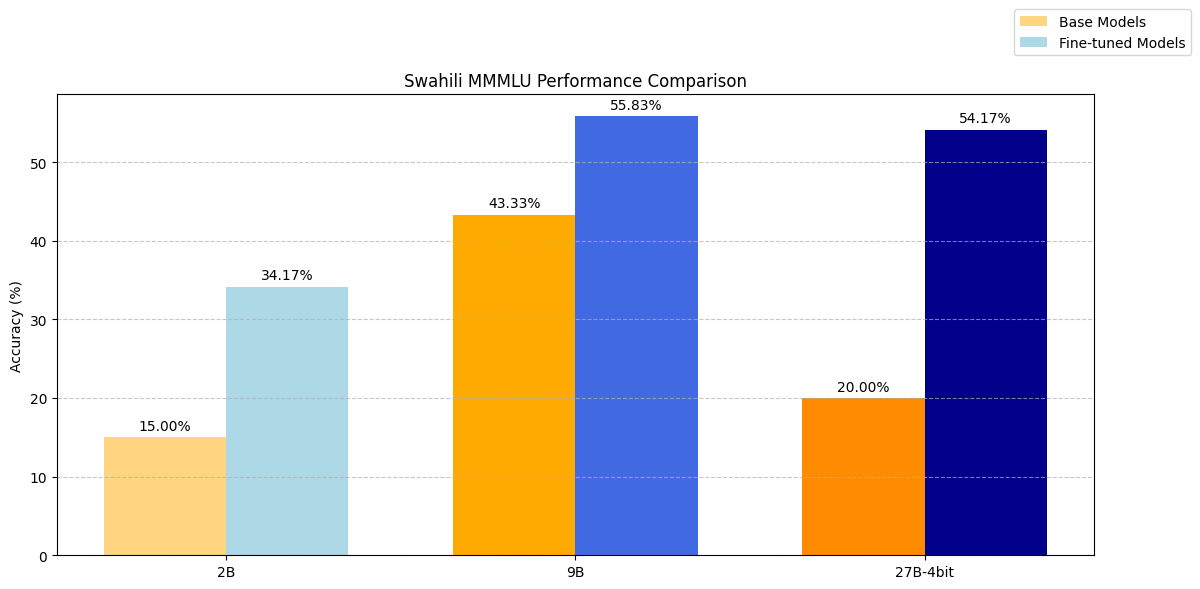 Base Models
Fine-tuned Models
Swahili MMMLU Performance Comparison
Accuracy (%)
50
40
30
20
10
0
15.00%
34.17%
43.33%
55.83%
20.00%
54.17%
2B
9B
27B-4bit